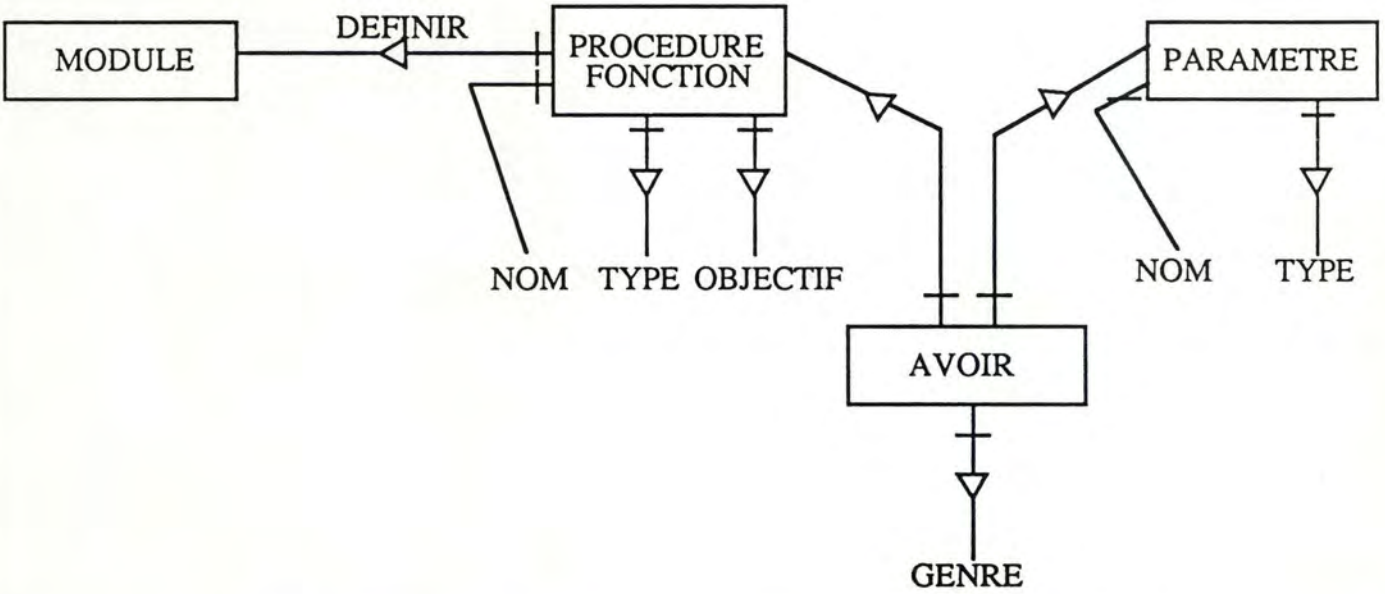 DEFINIR
MODULE
PROCEDURE
FONCTION
PARAMETRE
NOM TYPE OBJECTIF
NOM TYPE
AVOIR
GENRE